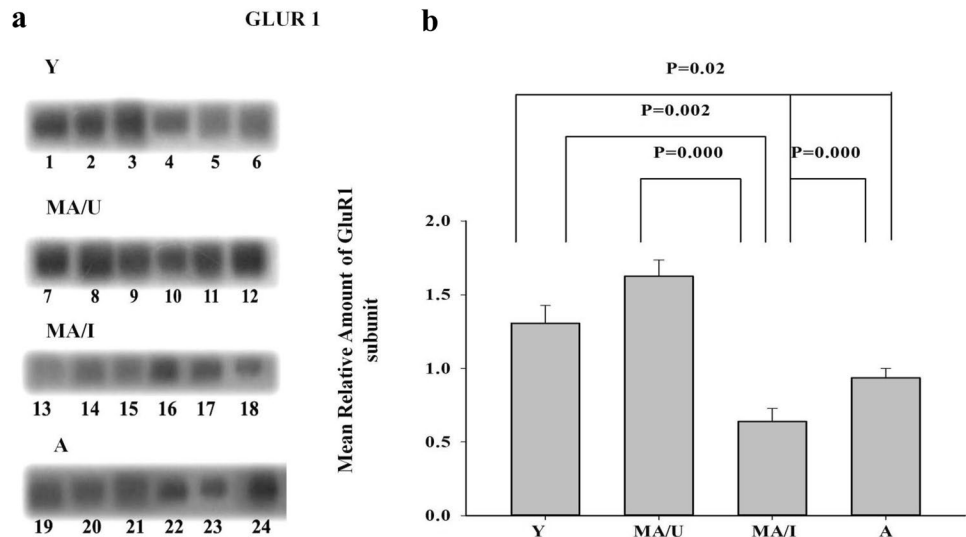 a
GLUR 1
Y
1 2 3 4 5 6
MA/U
7 8 9 10 11 12
MA/I
13 14 15 16 17 18
A
19 20 21 22 23 24
b
P=0.02
P=0.002
P=0.000 P=0.000
Mean Relative Amount of GluR1
subunit
2.0
1.5
1.0
0.5
0.0
Y MA/U MA/I A